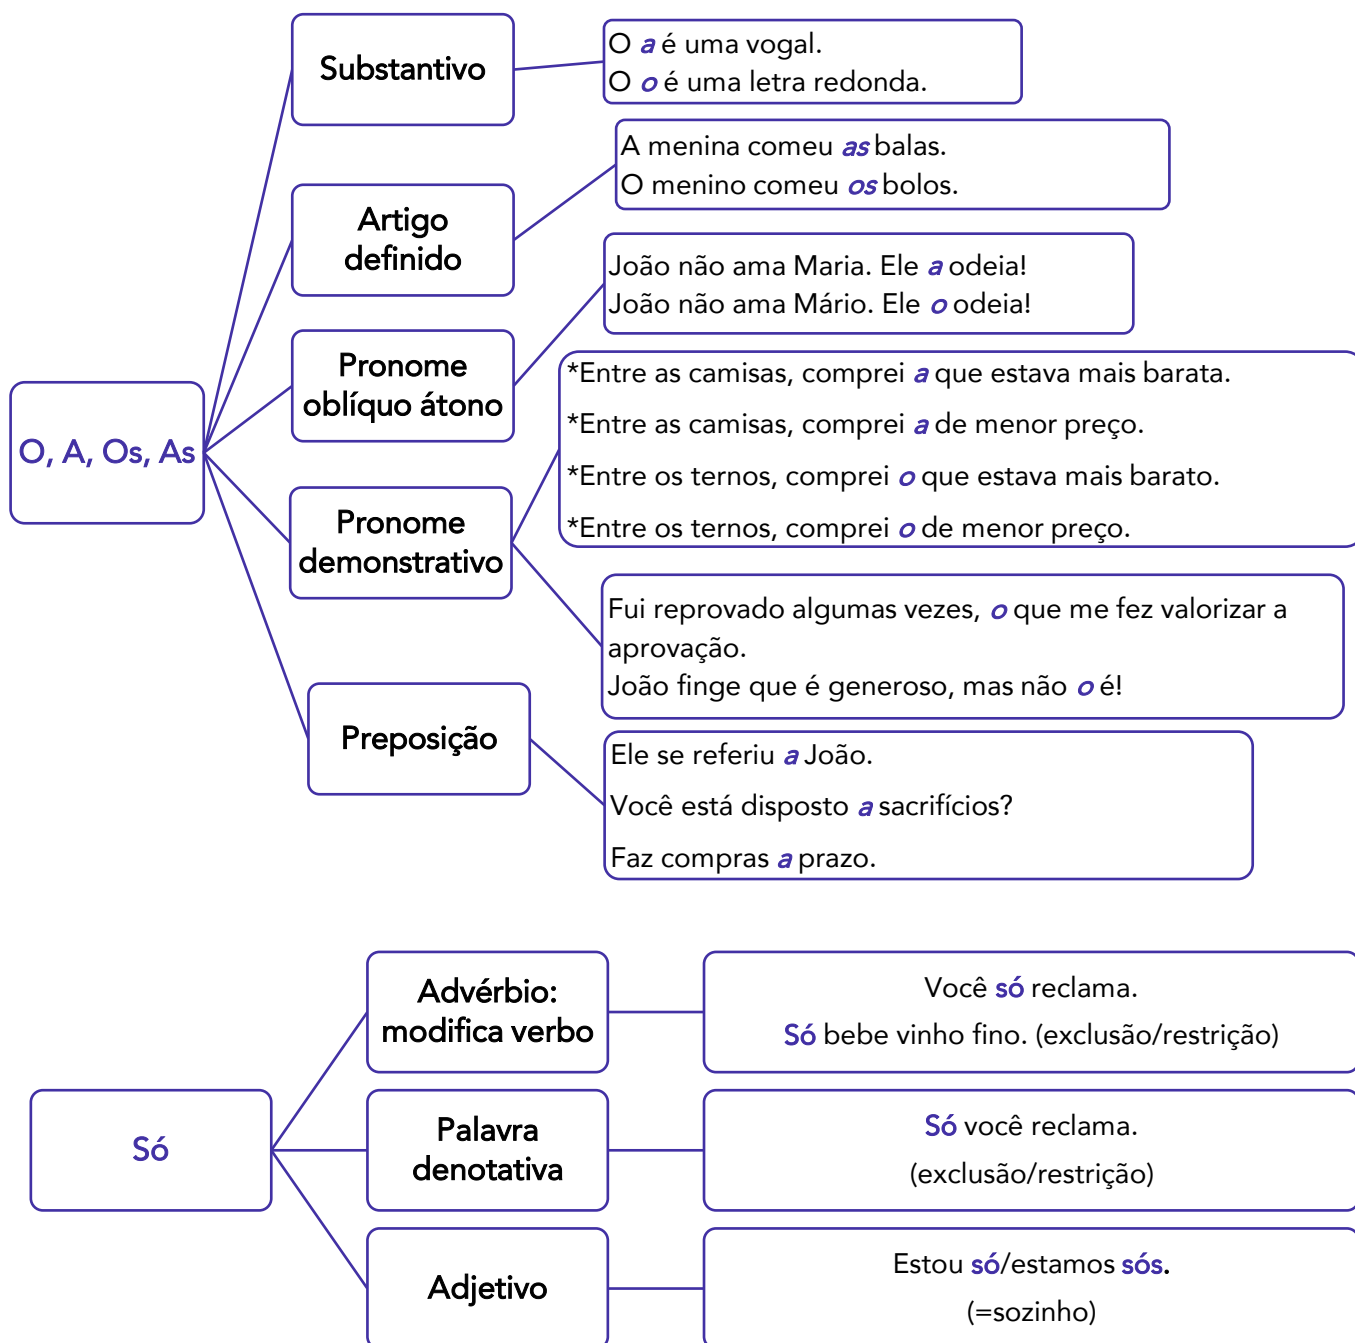 Substantivo
O a é uma vogal.
O o é uma letra redonda.
Artigo
definido
A menina comeu as balas.
O menino comeu os bolos.
Pronome
oblíquo átono
João não ama Maria. Ele a odeia!
João não ama Mário. Ele o odeia!
O, A, Os, As
Pronome
demonstrativo
*Entre as camisas, comprei a que estava mais barata.
*Entre as camisas, comprei a de menor preço.
*Entre os ternos, comprei o que estava mais barato.
*Entre os ternos, comprei o de menor preço.
Fui reprovado algumas vezes, o que me fez valorizar a
aprovação.
João finge que é generoso, mas não o é!
Preposição
Ele se referiu a João.
Você está disposto a sacrifícios?
Faz compras a prazo.
Só
Advérbio:
modifica verbo
Você só reclama.
Só bebe vinho fino. (exclusão/restrição)
Palavra
denotativa
Só você reclama.
(exclusão/restrição)
Adjetivo
Estou só/estamos sós.
(=sozinho)